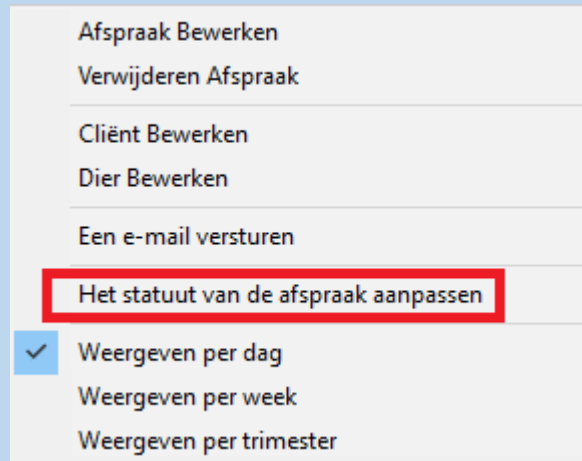 Afspraak Bewerken
Verwijderen Afspraak
Cliënt Bewerken
Dier Bewerken
Een e-mail versturen
Het statuut van de afspraak aanpassen
Weergeven per dag
Weergeven per week
Weergeven per trimester